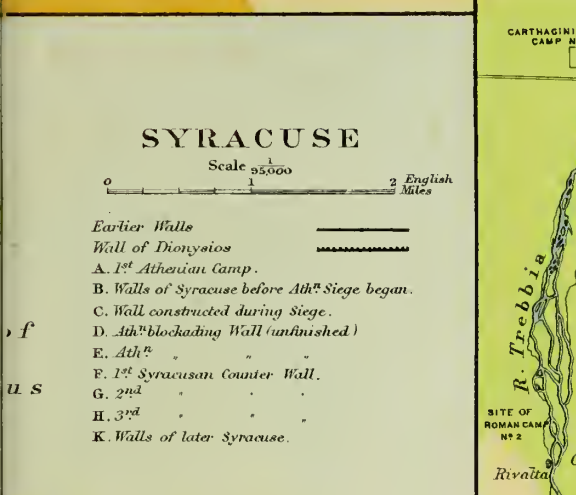 SYRACUSE
Scale 1/95,000
0 1 2 English Miles
Earlier Walls
Wall of Dionysios
A. 1st Athenian Camp.
B. Walls of Syracuse before Athn Siege began.
C. Wall constructed during Siege.
D. Athn blockading Wall (unfinished)
E. Athn " " "
F. 1st Syracusan Counter Wall.
G. 2nd " " "
H. 3rd " " "
K. Walls of later Syracuse.
of
us
CARTHAGINI
CAMP N
R. Trebbia
SITE OF
ROMAN CAMP
No 2
Rivalta